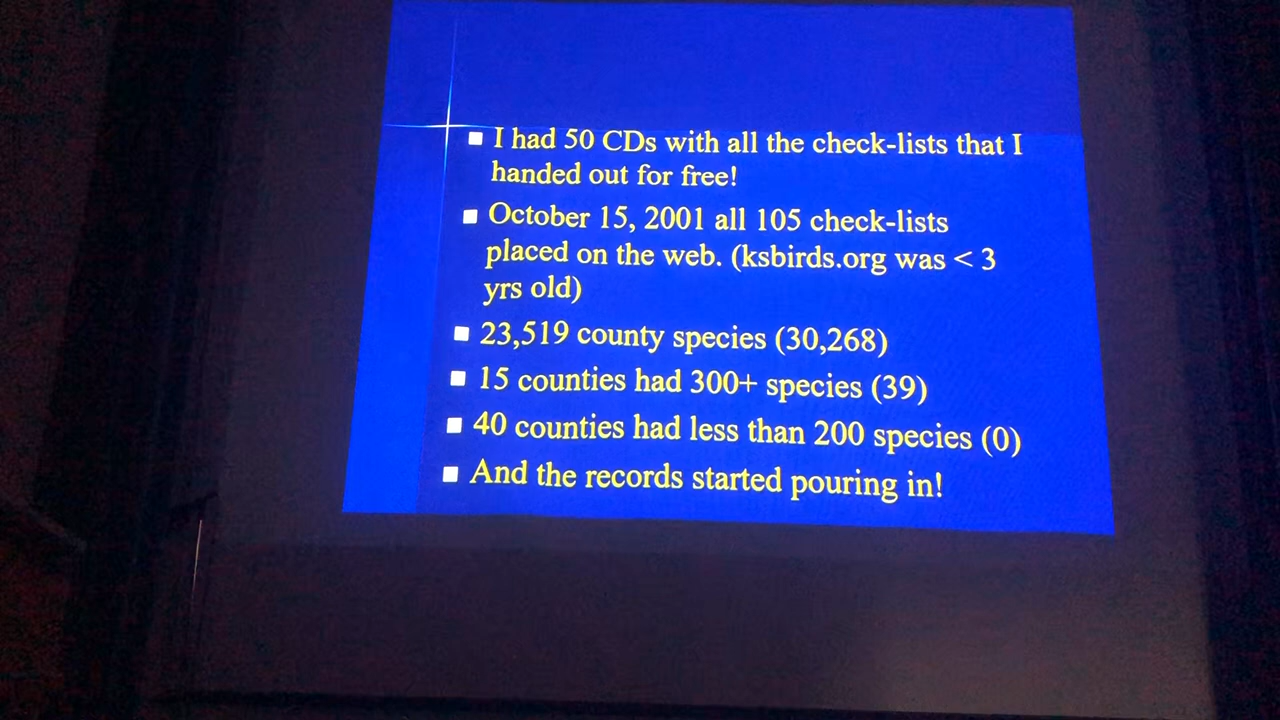 I had 50 CDs with all the check-lists that I
handed out for free!
October 15, 2001 all 105 check-lists
placed on the web. (ksbirds.org was < 3
yrs old)
23,519 county species (30,268)
15 counties had 300+ species (39)
40 counties had less than 200 species (0)
And the records started pouring in!